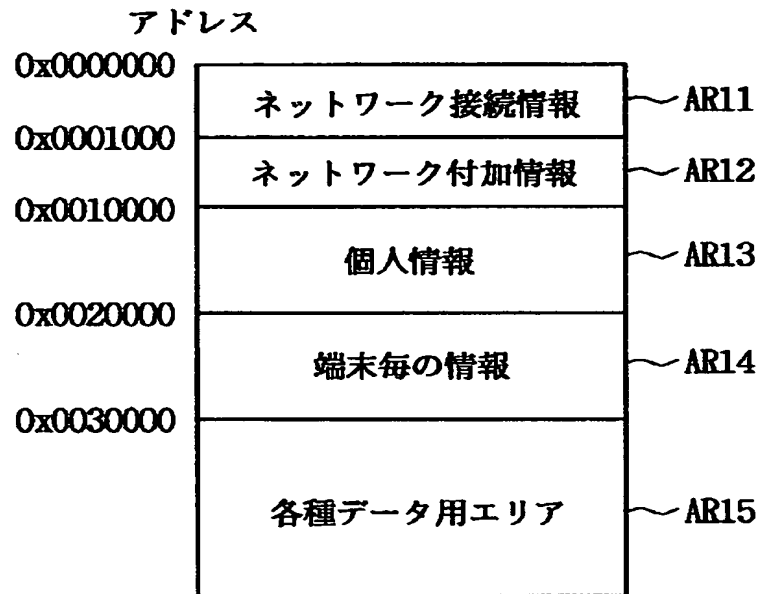 アドレス
0x0000000
ネットワーク接続情報 AR11
0x0001000
ネットワーク付加情報 AR12
0x0010000
個人情報 AR13
0x0020000
端末毎の情報 AR14
0x0030000
各種データ用エリア AR15